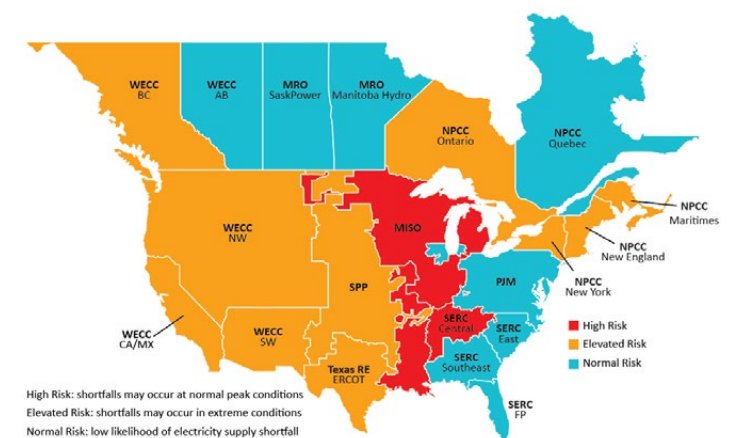 WECC
BC
WECC
AB
MRO
SaskPower
MRO
Manitoba Hydro
NPCC
Ontario
NPCC
Quebec
NPCC
Maritimes
NPCC
New England
NPCC
New York
WECC
NW
MISO
SPP
PJM
WECC
CA/MX
WECC
SW
SERC
Central
SERC
East
SERC
Southeast
Texas RE
ERCOT
SERC
FP
High Risk
Elevated Risk
Normal Risk
High Risk: shortfalls may occur at normal peak conditions
Elevated Risk: shortfalls may occur in extreme conditions
Normal Risk: low likelihood of electricity supply shortfall